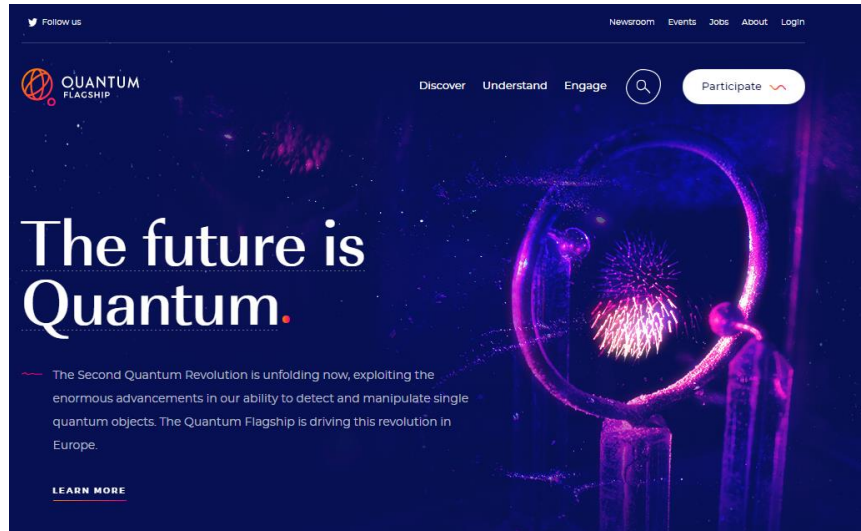 Follow us
Newsroom Events Jobs About Login
QUANTUM
FLAGSHIP
Discover Understand Engage
Participate
The future is
Quantum.
The Second Quantum Revolution is unfolding now, exploiting the
enormous advancements in our ability to detect and manipulate single
quantum objects. The Quantum Flagship is driving this revolution in
Europe.
LEARN MORE